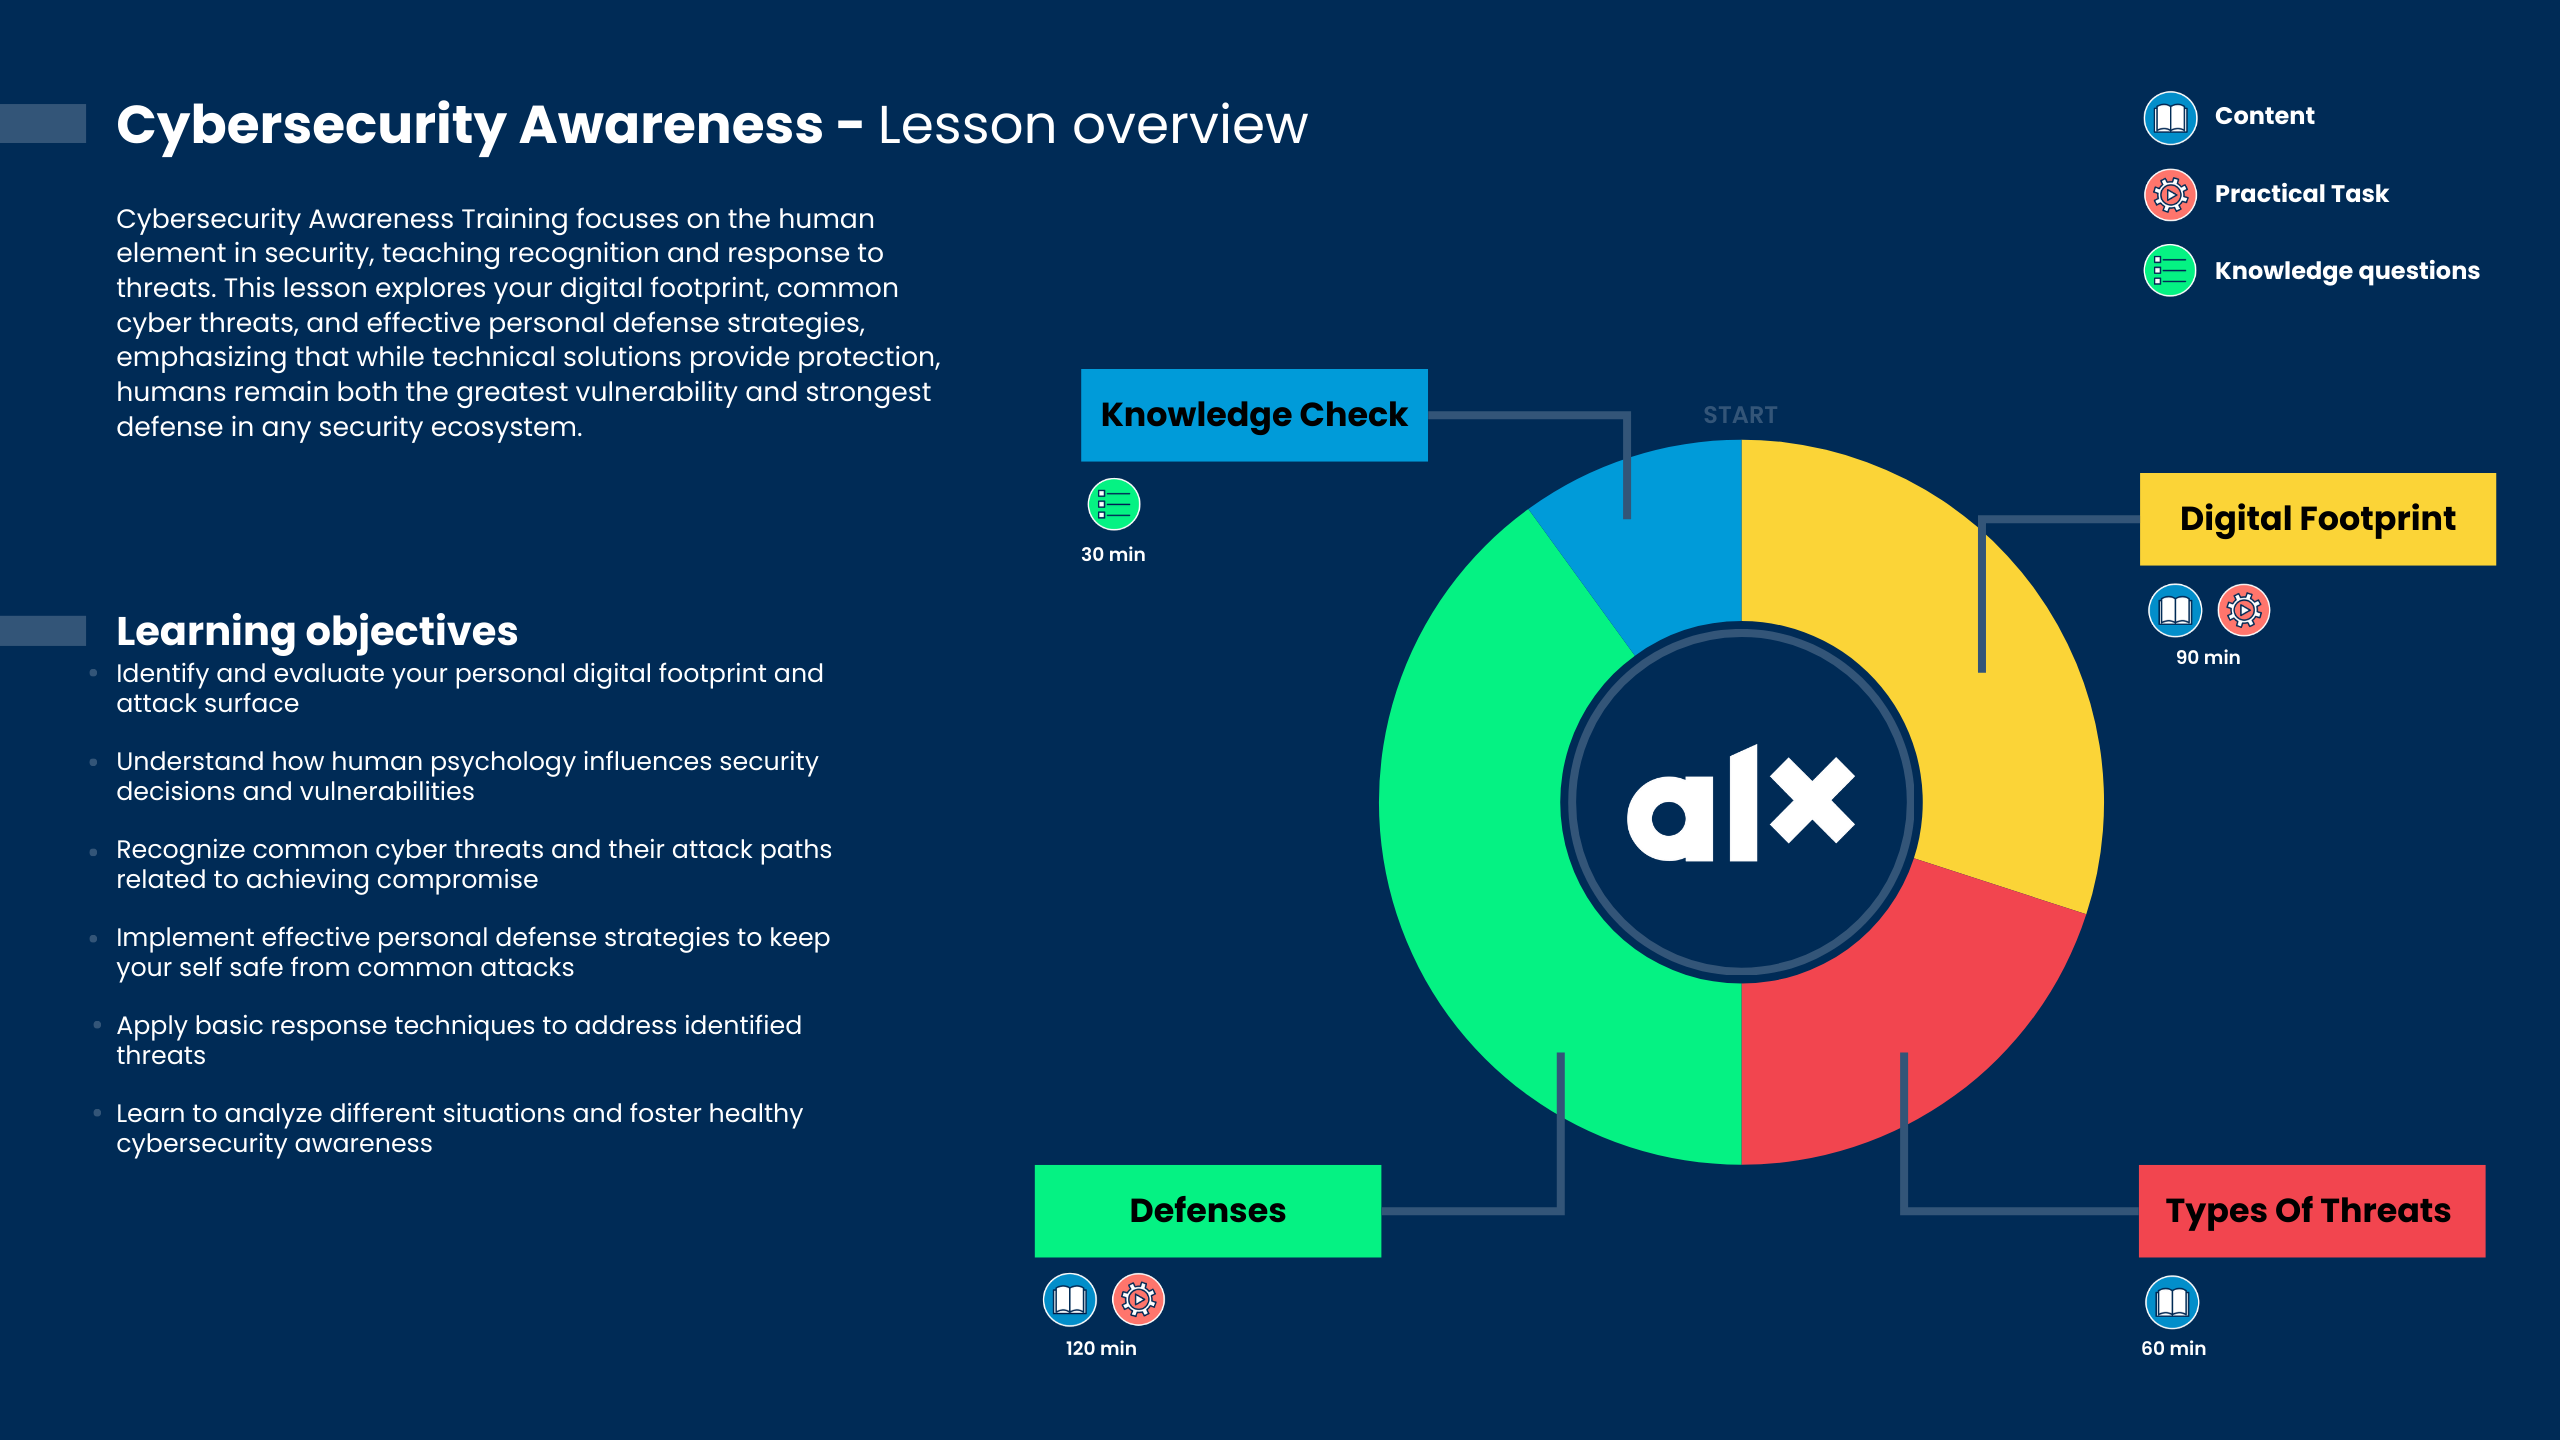 Cybersecurity Awareness - Lesson overview
Cybersecurity Awareness Training focuses on the human
element in security, teaching recognition and response to
threats. This lesson explores your digital footprint, common
cyber threats, and effective personal defense strategies,
emphasizing that while technical solutions provide protection,
humans remain both the greatest vulnerability and strongest
defense in any security ecosystem.
Learning objectives
• Identify and evaluate your personal digital footprint and
attack surface
• Understand how human psychology influences security
decisions and vulnerabilities
• Recognize common cyber threats and their attack paths
related to achieving compromise
• Implement effective personal defense strategies to keep
your self safe from common attacks
• Apply basic response techniques to address identified
threats
• Learn to analyze different situations and foster healthy
cybersecurity awareness
Content
Practical Task
Knowledge questions
START
Knowledge Check
30 min
Digital Footprint
90 min
alx
Defenses
120 min
Types Of Threats
60 min